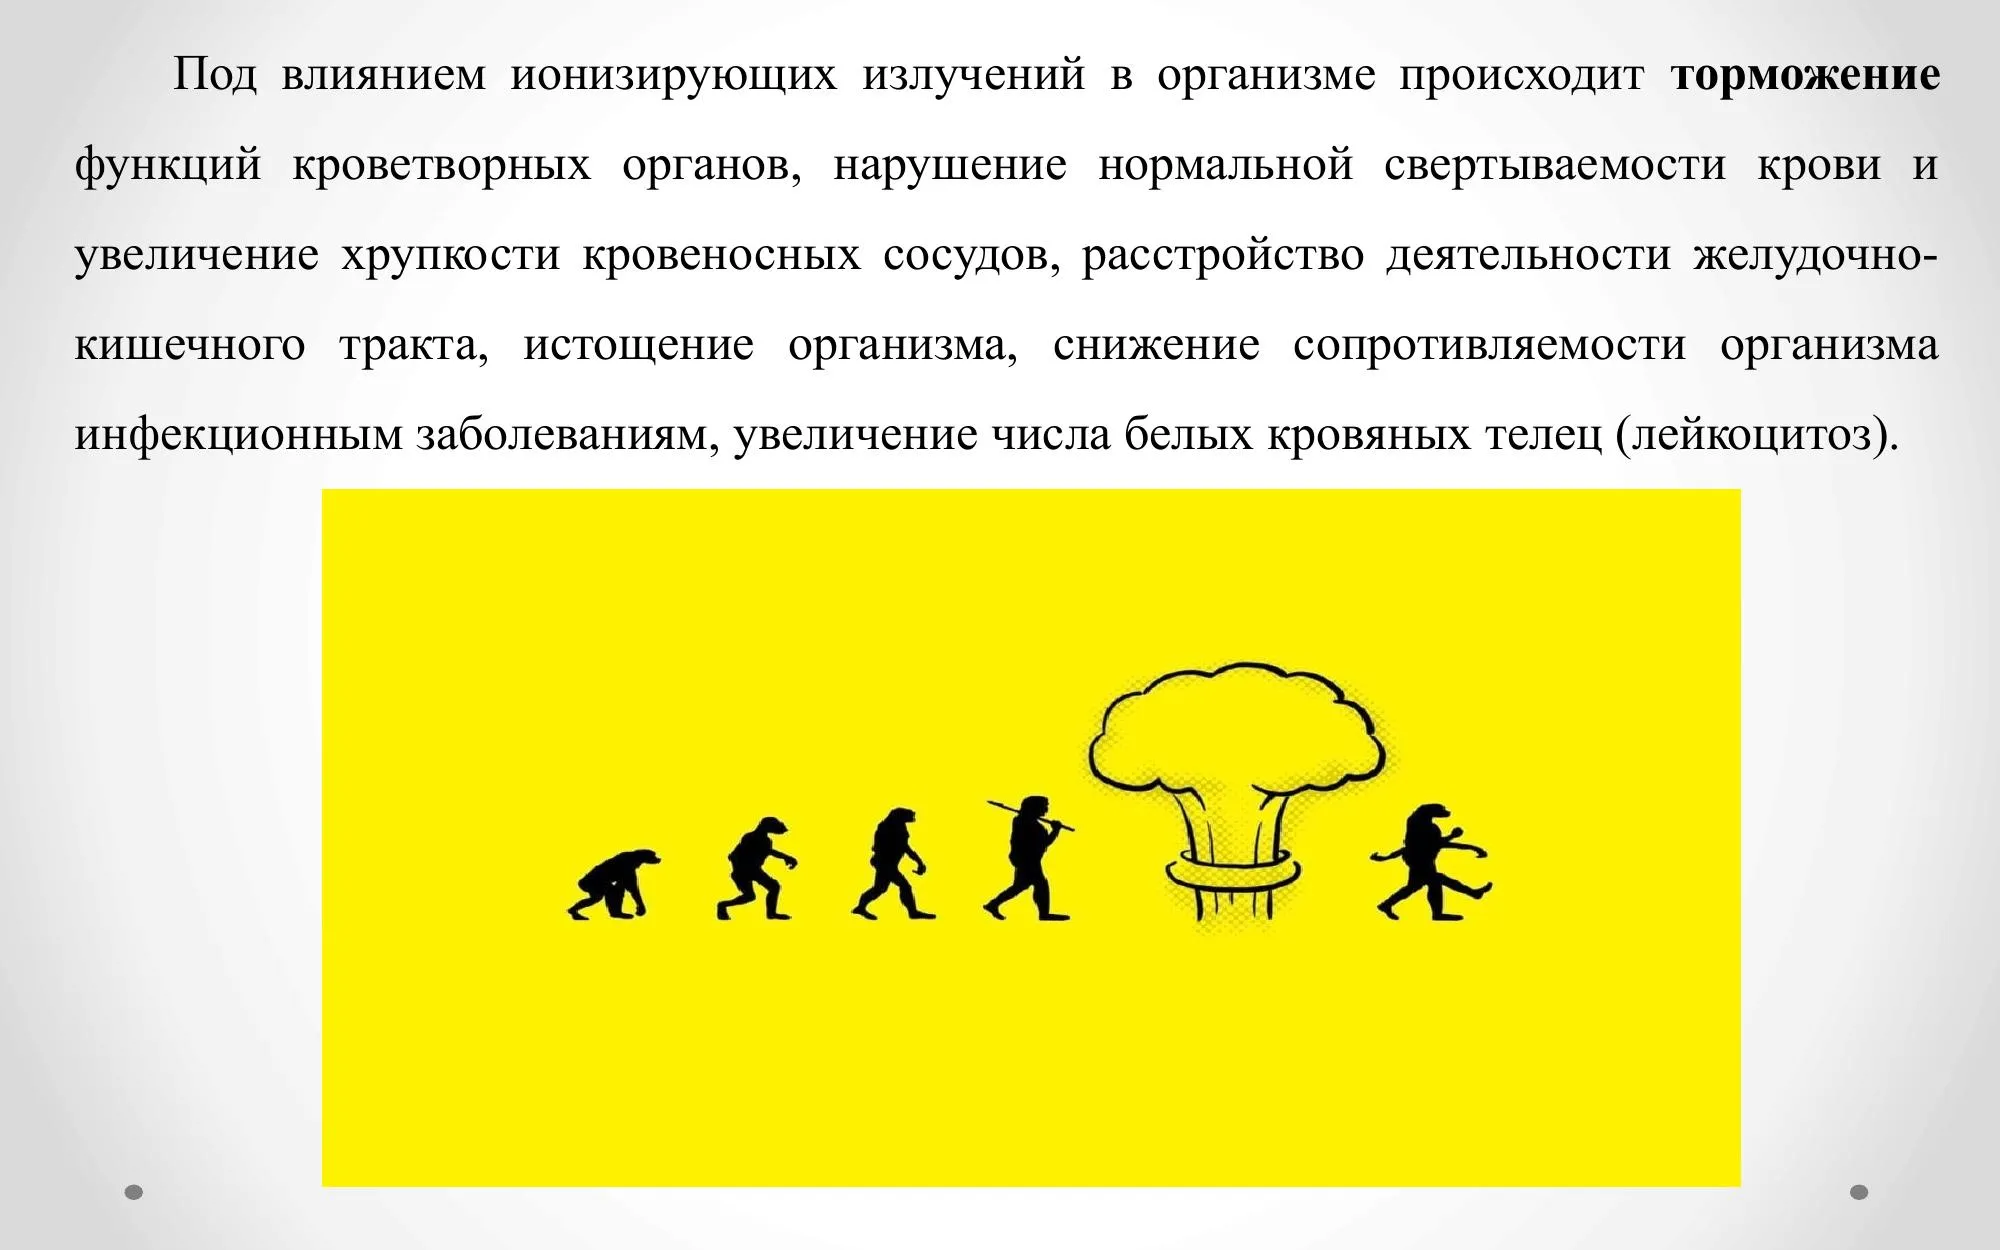 Под влиянием ионизирующих излучений в организме происходит торможение
функций кроветворных органов, нарушение нормальной свертываемости крови и
увеличение хрупкости кровеносных сосудов, расстройство деятельности желудочно-
кишечного тракта, истощение организма, снижение сопротивляемости организма
инфекционным заболеваниям, увеличение числа белых кровяных телец (лейкоцитоз).